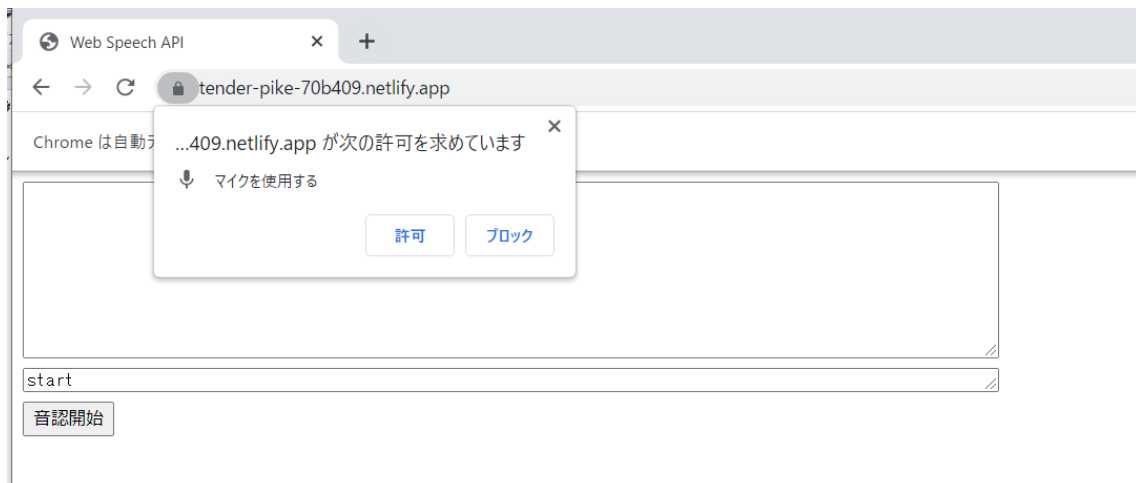 Web Speech API
tender-pike-70b409.netlify.app
Chrome は自動
...409.netlify.app が次の許可を求めています
マイクを使用する
許可 ブロック
start
音認開始